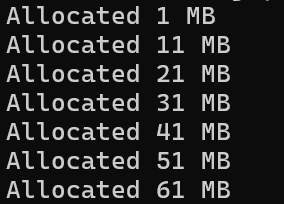 Allocated 1 MB
Allocated 11 MB
Allocated 21 MB
Allocated 31 MB
Allocated 41 MB
Allocated 51 MB
Allocated 61 MB